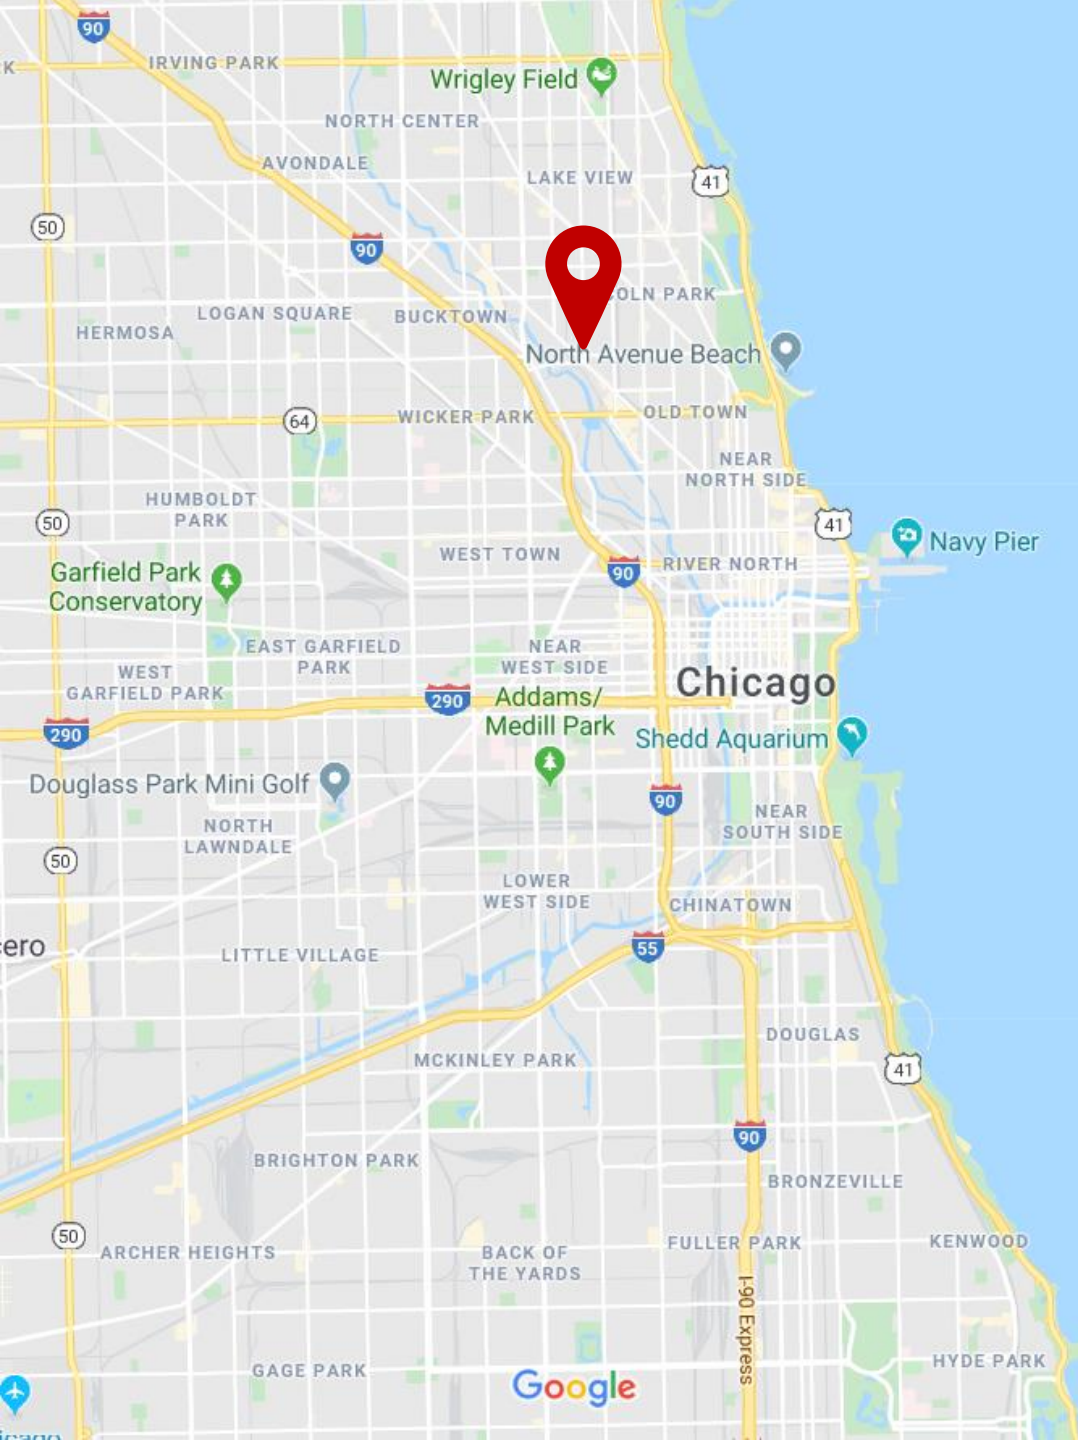 90
K
IRVING PARK
Wrigley Field
NORTH CENTER
AVONDALE
LAKE VIEW
41
50
90
OLN PARK
LOGAN SQUARE
BUCKTOWN
HERMOSA
North Avenue Beach
64
WICKER PARK
OLD TOWN
NEAR
NORTH SIDE
HUMBOLDT
PARK
50
41
Navy Pier
WEST TOWN
90
RIVER NORTH
Garfield Park
Conservatory
EAST GARFIELD
PARK
NEAR
WEST SIDE
WEST
GARFIELD PARK
Chicago
290
Addams/
Medill Park
290
Shedd Aquarium
Douglass Park Mini Golf
90
NEAR
SOUTH SIDE
NORTH
LAWNDALE
50
LOWER
WEST SIDE
CHINATOWN
cero
55
LITTLE VILLAGE
DOUGLAS
MCKINLEY PARK
41
90
BRIGHTON PARK
BRONZEVILLE
50
ARCHER HEIGHTS
BACK OF
THE YARDS
FULLER PARK
KENWOOD
I-90 Express
GAGE PARK
HYDE PARK
Google